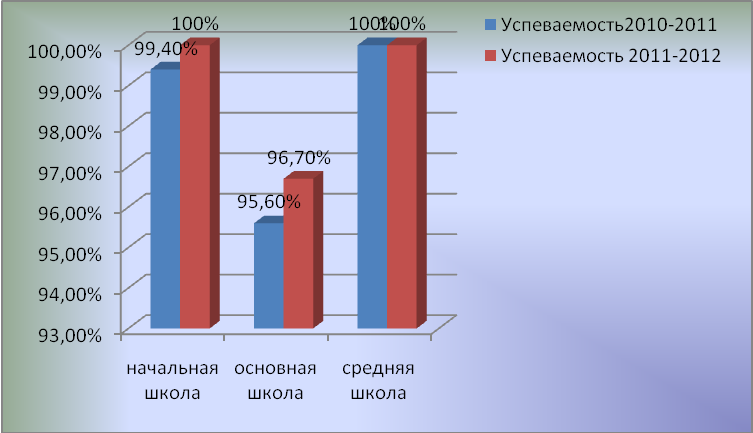 100%
100%
100%
99,40%
96,70%
95,60%
Успеваемость2010-2011
Успеваемость 2011-2012
100,00%
99,00%
98,00%
97,00%
96,00%
95,00%
94,00%
93,00%
начальная
школа
основная
школа
средняя
школа